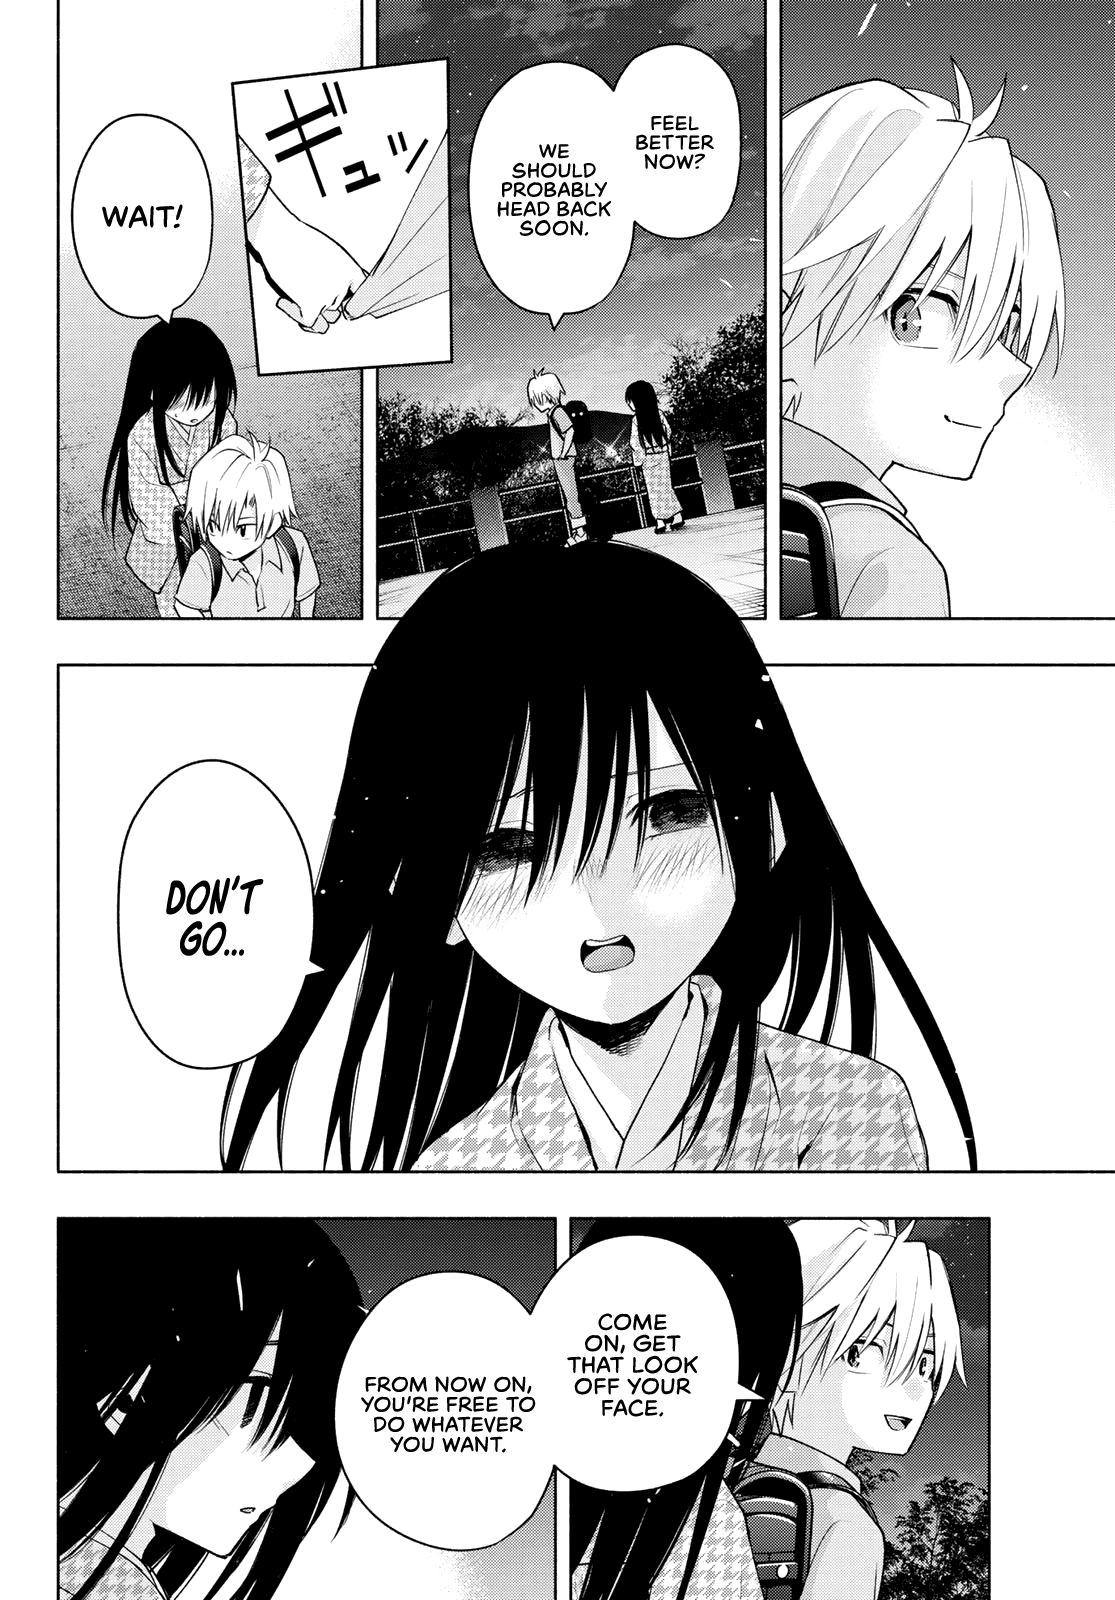 FEEL
BETTER
NOW?
WE
SHOULD
PROBABLY
HEAD BACK
SOON.
ギュッ
WAIT!
DON'T
GO...
COME
ON, GET
THAT LOOK
OFF YOUR
FACE.
FROM NOW ON,
YOU'RE FREE TO
DO WHATEVER
YOU WANT.